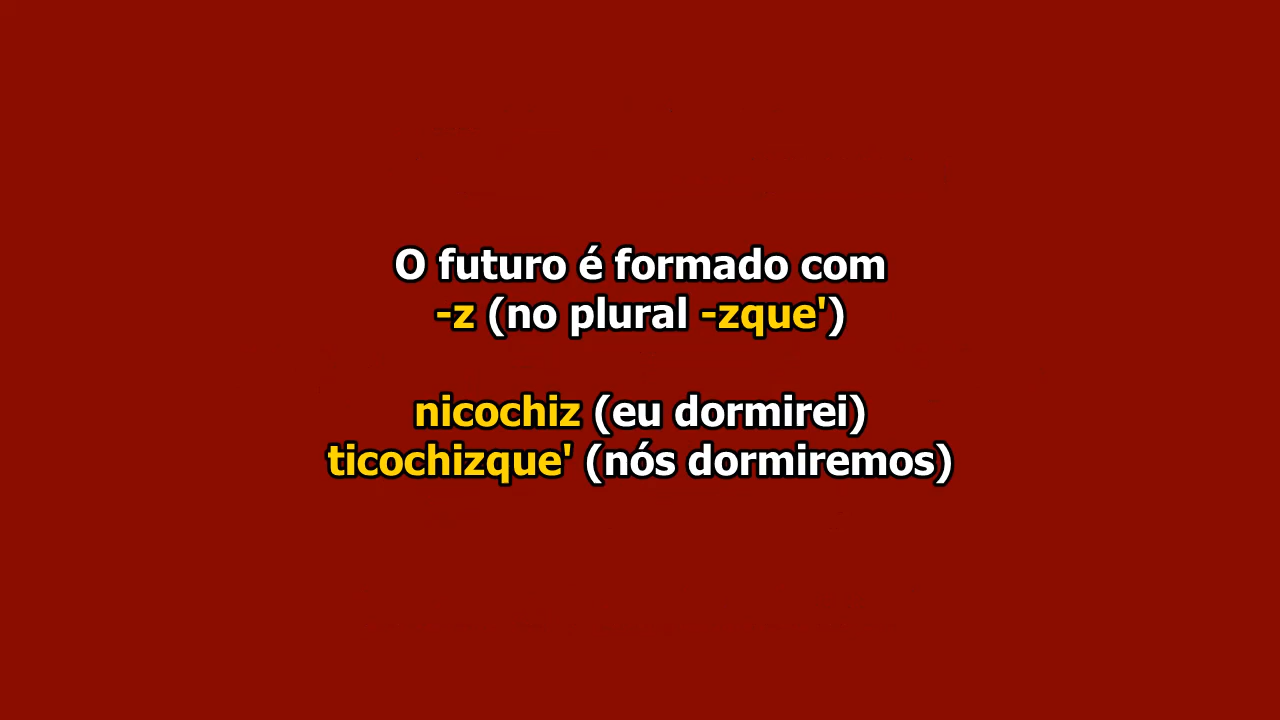 O futuro é formado com
-z (no plural -zque')
nicochiz (eu dormirei)
ticochizque' (nós dormiremos)